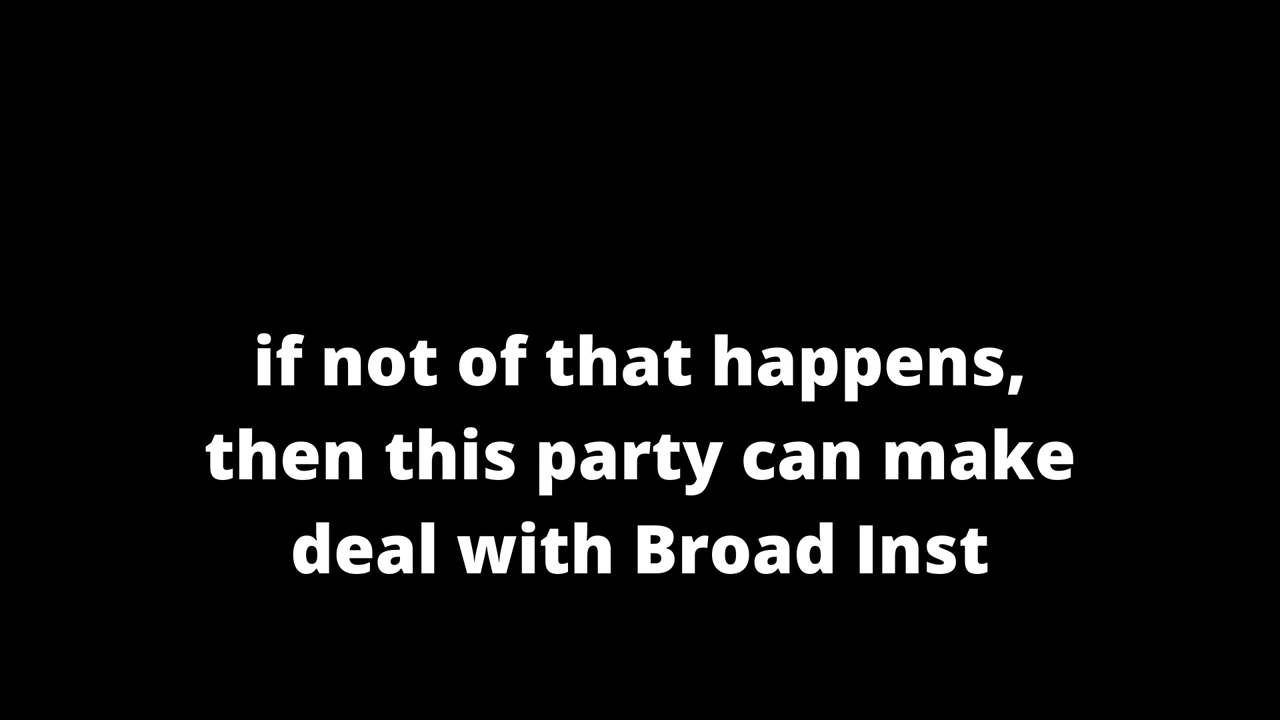 if not of that happens,
then this party can make
deal with Broad Inst